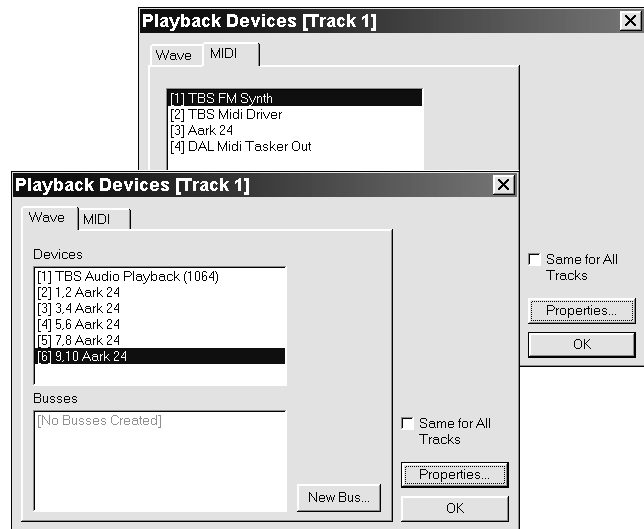 Playback Devices [Track 1]
Wave
MIDI
[1] TBS FM Synth
[2] TBS Midi Driver
[3] Aark 24
[4] DAL Midi Tasker Out
Same for All
Tracks
Properties...
OK
Playback Devices [Track 1]
Wave
MIDI
Devices
[1] TBS Audio Playback (1064)
[2] 1,2 Aark 24
[3] 3,4 Aark 24
[4] 5,6 Aark 24
[5] 7,8 Aark 24
[6] 9,10 Aark 24
Busses
[No Busses Created]
New Bus...
Same for All
Tracks
Properties...
OK